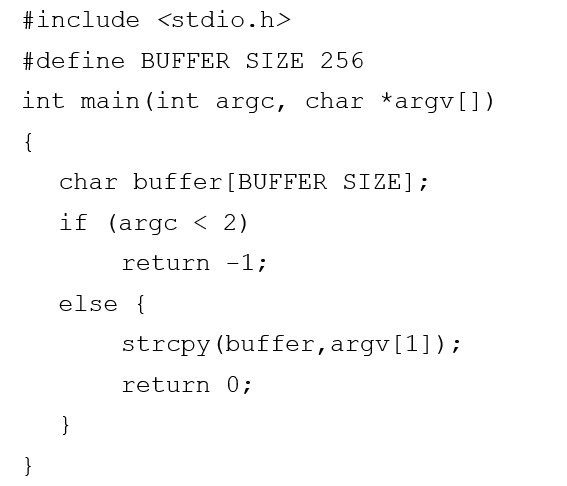 #include <stdio.h>
#define BUFFER SIZE 256
int main(int argc, char *argv[])
{
char buffer[BUFFER SIZE];
if (argc < 2)
return -1;
else {
strcpy(buffer,argv[1]);
return 0;
}
}